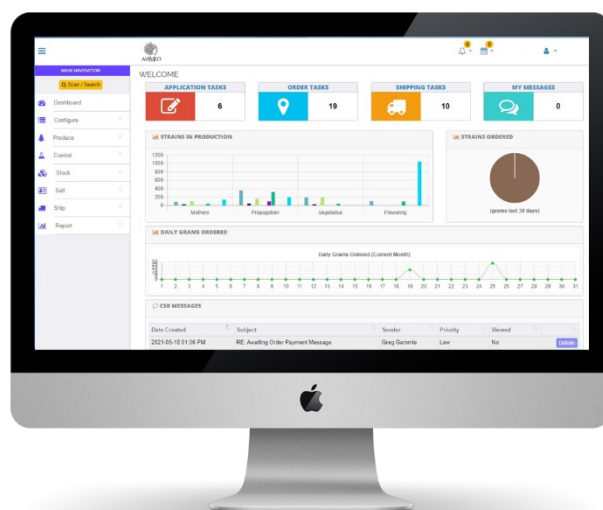 0 0
MAIN NAVIGATION
Scan / Search
Dashboard
Configure
Produce
Control
Stock
Sell
Ship
Report
WELCOME
APPLICATION TASKS
6
ORDER TASKS
19
SHIPPING TASKS
10
MY MESSAGES
0
STRAINS IN PRODUCTION
1200
1000
800
600
400
200
0
Mothers Propagation Vegetative Flowering
STRAINS ORDERED
(grams last 30 days)
DAILY GRAMS ORDERED
Daily Grams Ordered (Current Month)
1 2 3 4 5 6 7 8 9 10 11 12 13 14 15 16 17 18 19 20 21 22 23 24 25 26 27 28 29 30 31
CSR MESSAGES
Date Created Subject Sender Priority Viewed
2021-05-18 01:06 PM RE: Awaiting Order Payment Message Greg Gamble Low No Details